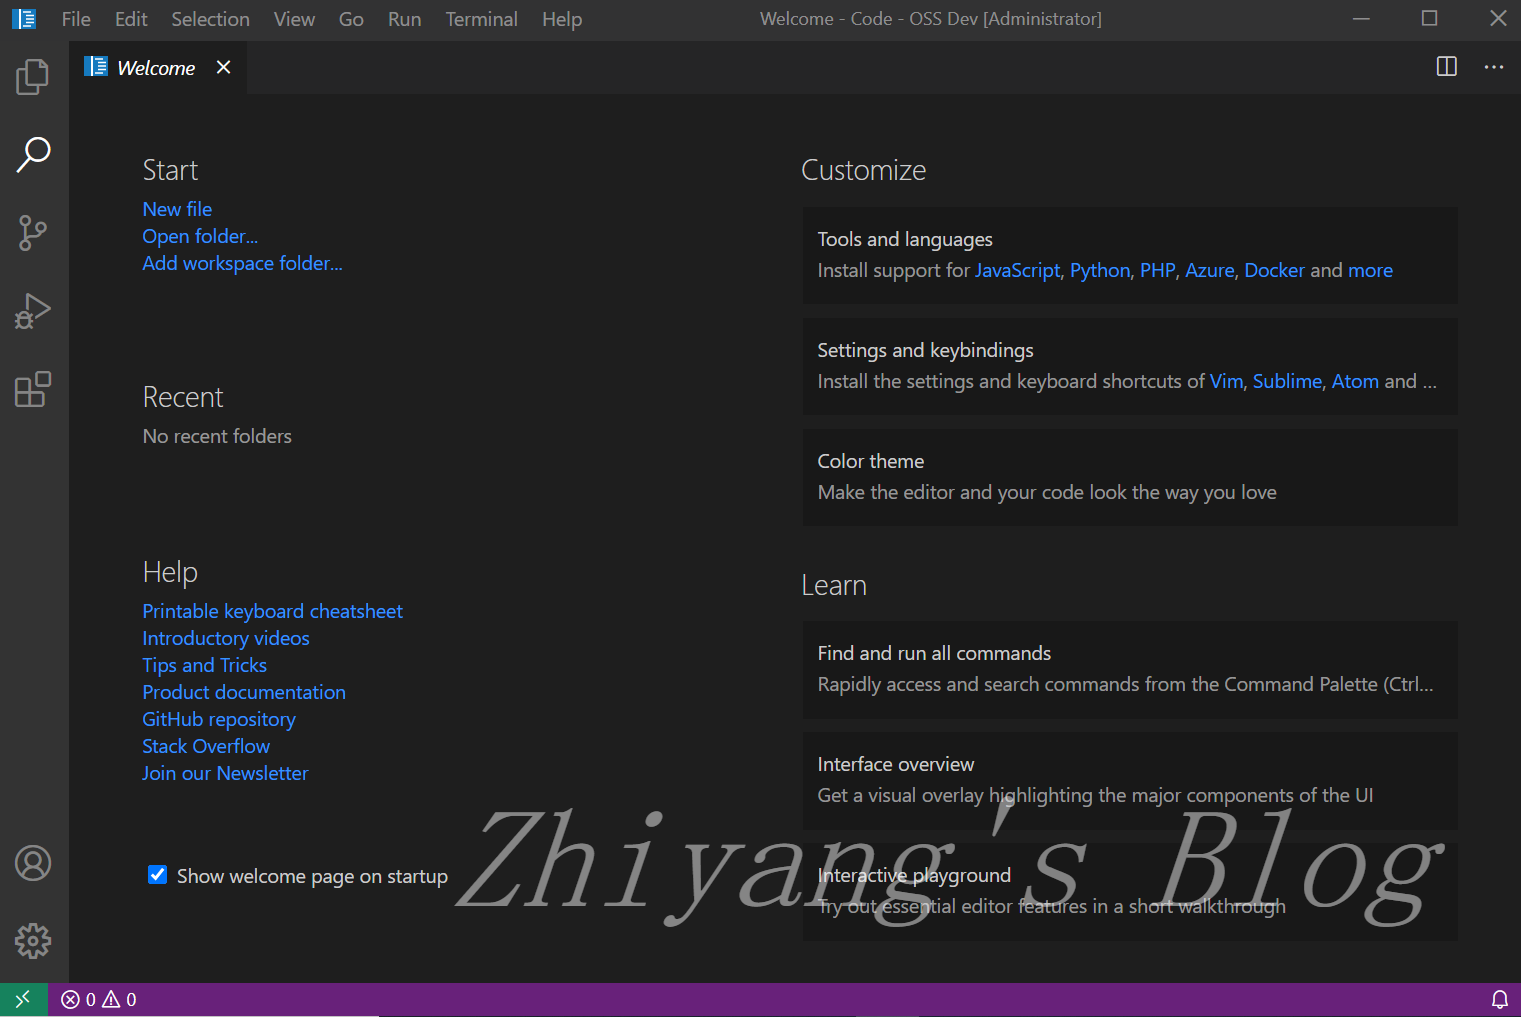 File Edit Selection View Go Run Terminal Help Welcome - Code - OSS Dev [Administrator]
Welcome
Start
New file
Open folder...
Add workspace folder...
Recent
No recent folders
Help
Printable keyboard cheatsheet
Introductory videos
Tips and Tricks
Product documentation
GitHub repository
Stack Overflow
Join our Newsletter
Show welcome page on startup
Customize
Tools and languages
Install support for JavaScript, Python, PHP, Azure, Docker and more
Settings and keybindings
Install the settings and keyboard shortcuts of Vim, Sublime, Atom and ...
Color theme
Make the editor and your code look the way you love
Learn
Find and run all commands
Rapidly access and search commands from the Command Palette (Ctrl...
Interface overview
Get a visual overlay highlighting the major components of the UI
Interactive playground
Try out essential editor features in a short walkthrough
Zhiyang's Blog
0 0